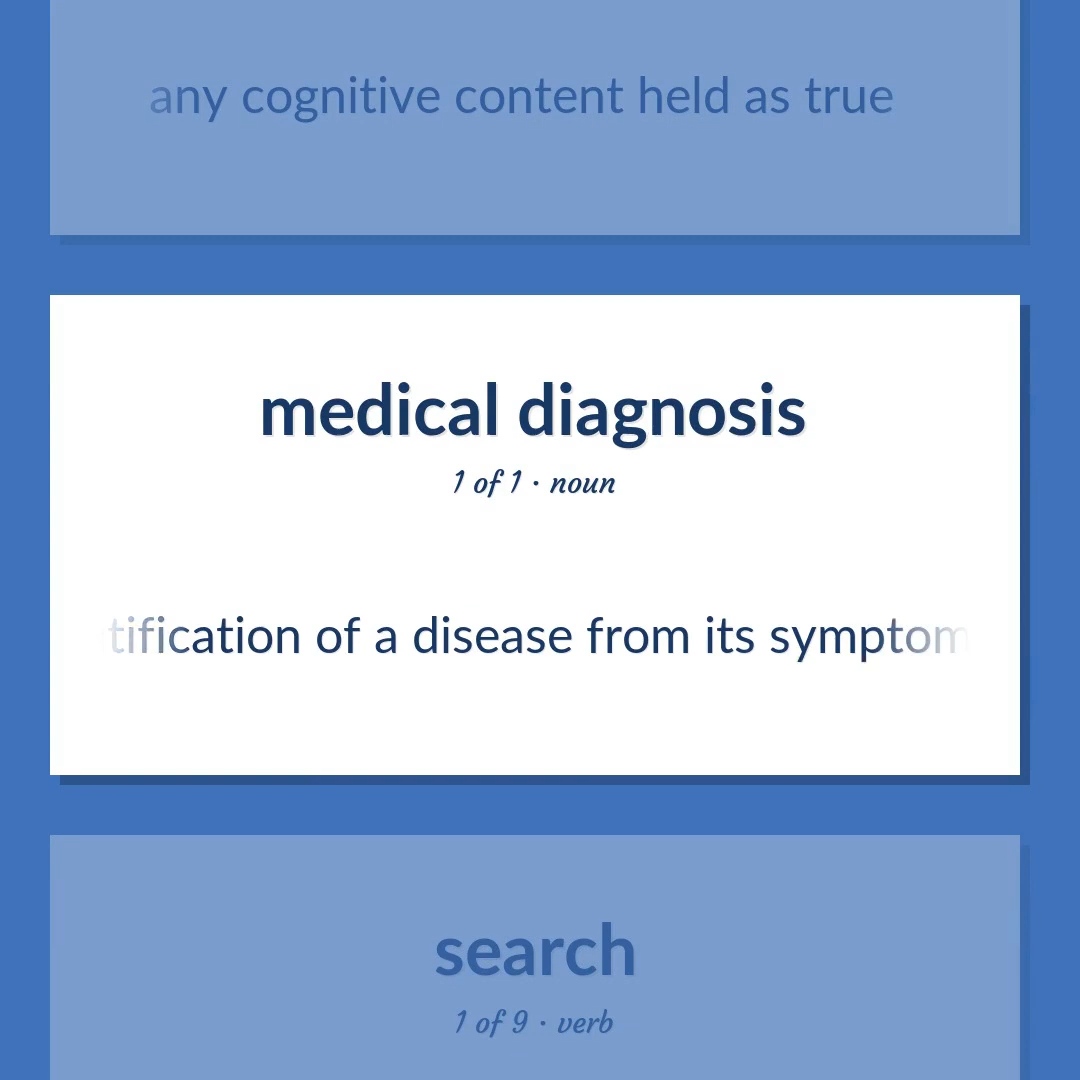 any cognitive content held as true
medical diagnosis
1 of 1 · noun
tification of a disease from its symptom
search
1 of 9 · verb